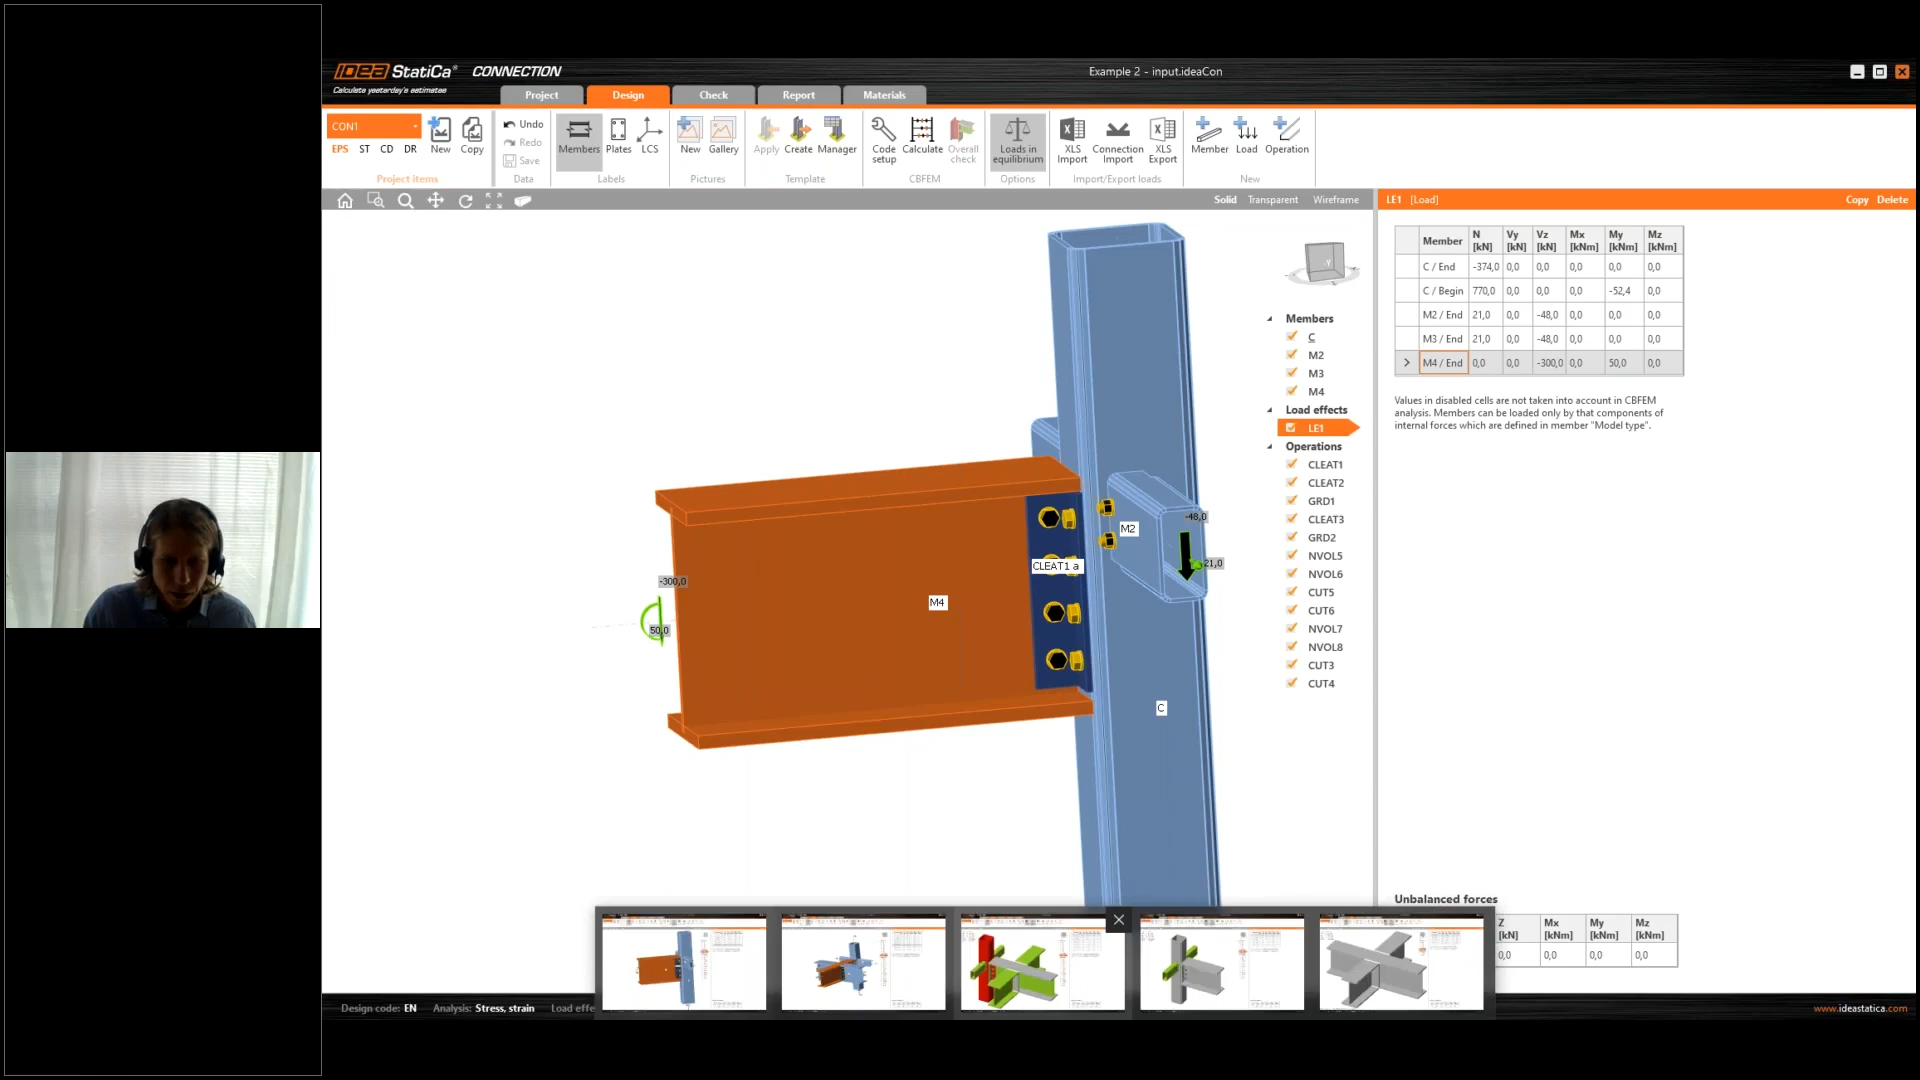 IDEA StatiCa® CONNECTION
Calculate yesterday's estimates
Example 2 - input.ideaCon
Project Design Check Report Materials
CON1
EPS ST CD DR
New Copy
Project items
Undo
Redo
Save
Data
Members Plates LCS
Labels
New Gallery
Pictures
Apply Create Manager
Template
Code setup Calculate Overall check
CBFEM
Loads in equilibrium
Options
XLS Import Connection Import XLS Export
Import/Export loads
Member Load Operation
New
Solid Transparent Wireframe
LE1 [Load] Copy Delete
Member N [kN] Vy [kN] Vz [kN] Mx [kNm] My [kNm] Mz [kNm]
C / End -374,0 0,0 0,0 0,0 0,0 0,0
C / Begin 770,0 0,0 0,0 0,0 -52,4 0,0
M2 / End 21,0 0,0 -48,0 0,0 0,0 0,0
M3 / End 21,0 0,0 -48,0 0,0 0,0 0,0
> M4 / End 0,0 0,0 -300,0 0,0 50,0 0,0
Values in disabled cells are not taken into account in CBFEM
analysis. Members can be loaded only by that components of
internal forces which are defined in member "Model type".
-Y
Members
C
M2
M3
M4
Load effects
LE1
Operations
CLEAT1
CLEAT2
GRD1
CLEAT3
GRD2
NVOL5
NVOL6
CUT5
CUT6
NVOL7
NVOL8
CUT3
CUT4
-48,0
M2
21,0
CLEAT1 a
-300,0
M4
50,0
C
Unbalanced forces
Z [kN] Mx [kNm] My [kNm] Mz [kNm]
0,0 0,0 0,0 0,0
Design code: EN Analysis: Stress, strain Load effe
www.ideastatica.com